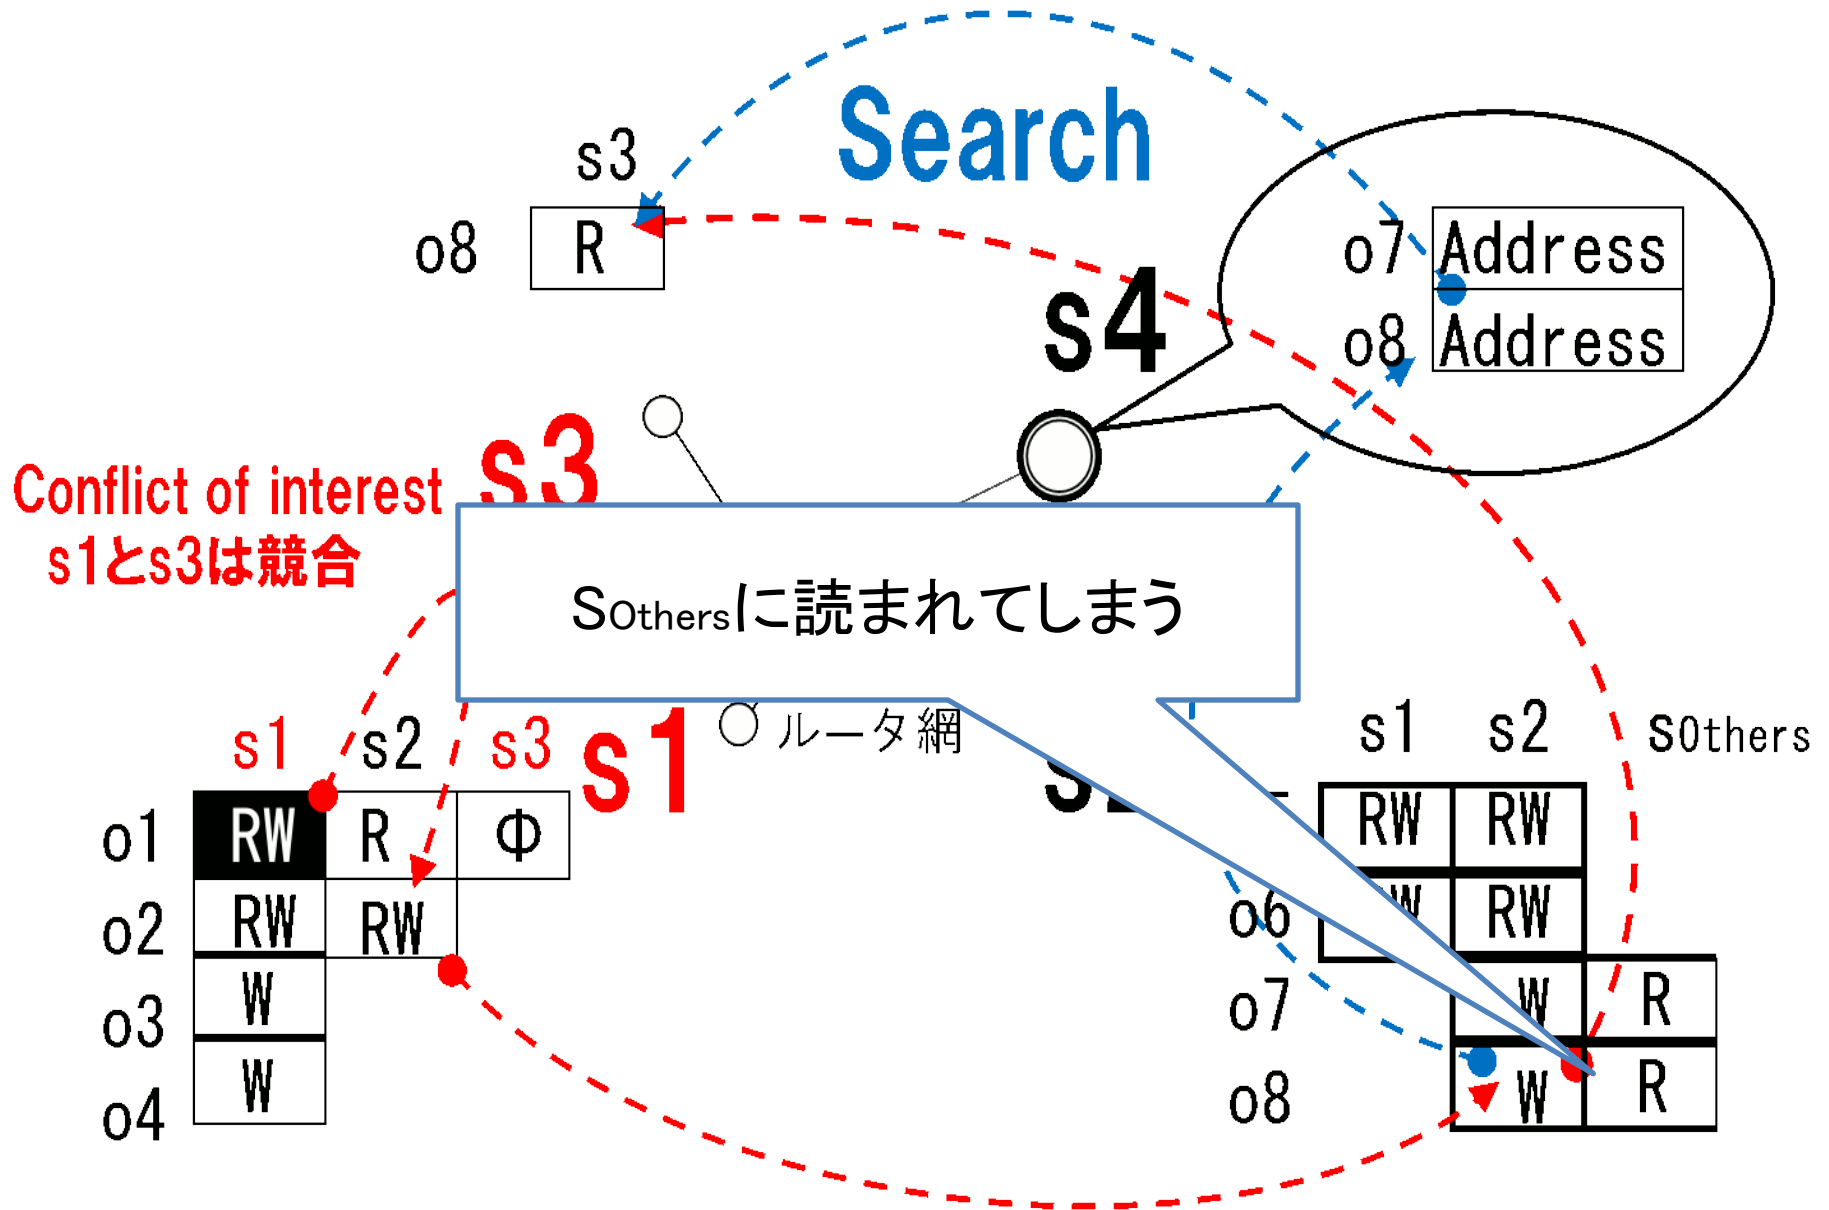 Search
s3
o8 R
o7 Address
o8 Address
s4
s3
Conflict of interest
s1とs3は競合
SOthersに読まれてしまう
ルータ網
s1
s1 s2 s3
o1 RW R Φ
o2 RW RW
o3 W
o4 W
s1 s2 SOthers
RW RW
o6 RW
o7 W R
o8 W R